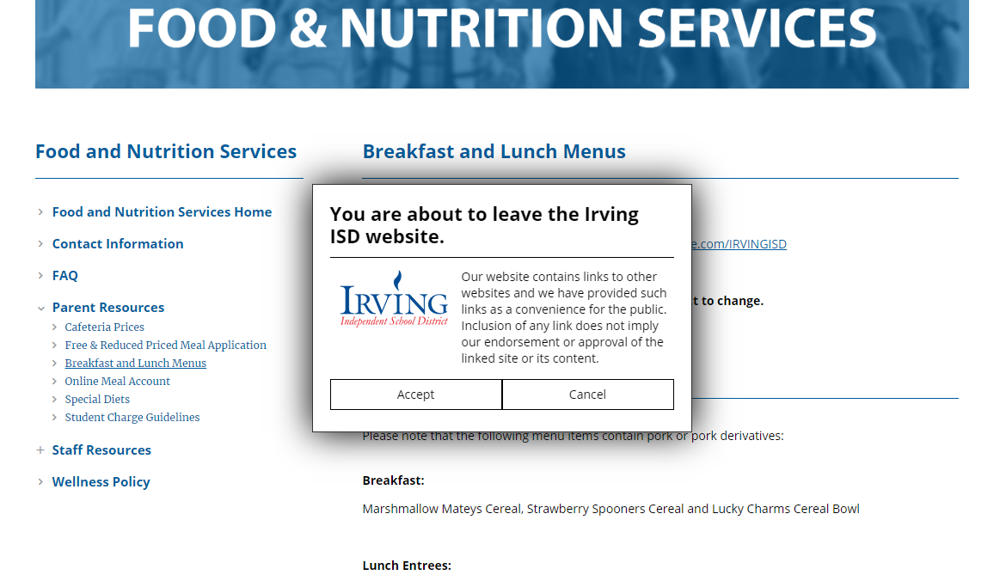 FOOD & NUTRITION SERVICES
Food and Nutrition Services
Food and Nutrition Services Home
Contact Information
FAQ
Parent Resources
Cafeteria Prices
Free & Reduced Priced Meal Application
Breakfast and Lunch Menus
Online Meal Account
Special Diets
Student Charge Guidelines
Staff Resources
Wellness Policy
Breakfast and Lunch Menus
e.com/IRVINGISD
t to change.
You are about to leave the Irving
ISD website.
IRVING
Independent School District
Our website contains links to other
websites and we have provided such
links as a convenience for the public.
Inclusion of any link does not imply
our endorsement or approval of the
linked site or its content.
Accept
Cancel
Please note that the following menu items contain pork or pork derivatives:
Breakfast:
Marshmallow Mateys Cereal, Strawberry Spooners Cereal and Lucky Charms Cereal Bowl
Lunch Entrees: